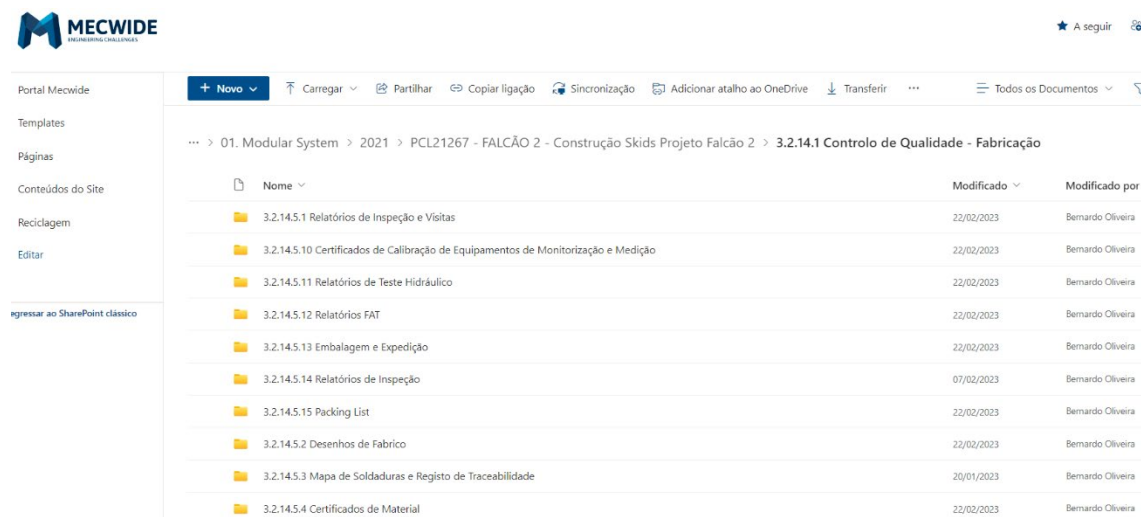 MECWIDE
ENGINEERING CHALLENGES
A seguir
Portal Mecwide
Templates
Páginas
Conteúdos do Site
Reciclagem
Editar
egressar ao SharePoint clássico
+ Novo Carregar Partilhar Copiar ligação Sincronização Adicionar atalho ao OneDrive Transferir ... Todos os Documentos
... > 01. Modular System > 2021 > PCL21267 - FALCÃO 2 - Construção Skids Projeto Falcão 2 > 3.2.14.1 Controlo de Qualidade - Fabricação
Nome Modificado Modificado por
3.2.14.5.1 Relatórios de Inspeção e Visitas 22/02/2023 Bernardo Oliveira
3.2.14.5.10 Certificados de Calibração de Equipamentos de Monitorização e Medição 22/02/2023 Bernardo Oliveira
3.2.14.5.11 Relatórios de Teste Hidráulico 22/02/2023 Bernardo Oliveira
3.2.14.5.12 Relatórios FAT 22/02/2023 Bernardo Oliveira
3.2.14.5.13 Embalagem e Expedição 22/02/2023 Bernardo Oliveira
3.2.14.5.14 Relatórios de Inspeção 07/02/2023 Bernardo Oliveira
3.2.14.5.15 Packing List 22/02/2023 Bernardo Oliveira
3.2.14.5.2 Desenhos de Fabrico 22/02/2023 Bernardo Oliveira
3.2.14.5.3 Mapa de Soldaduras e Registo de Traceabilidade 20/01/2023 Bernardo Oliveira
3.2.14.5.4 Certificados de Material 22/02/2023 Bernardo Oliveira